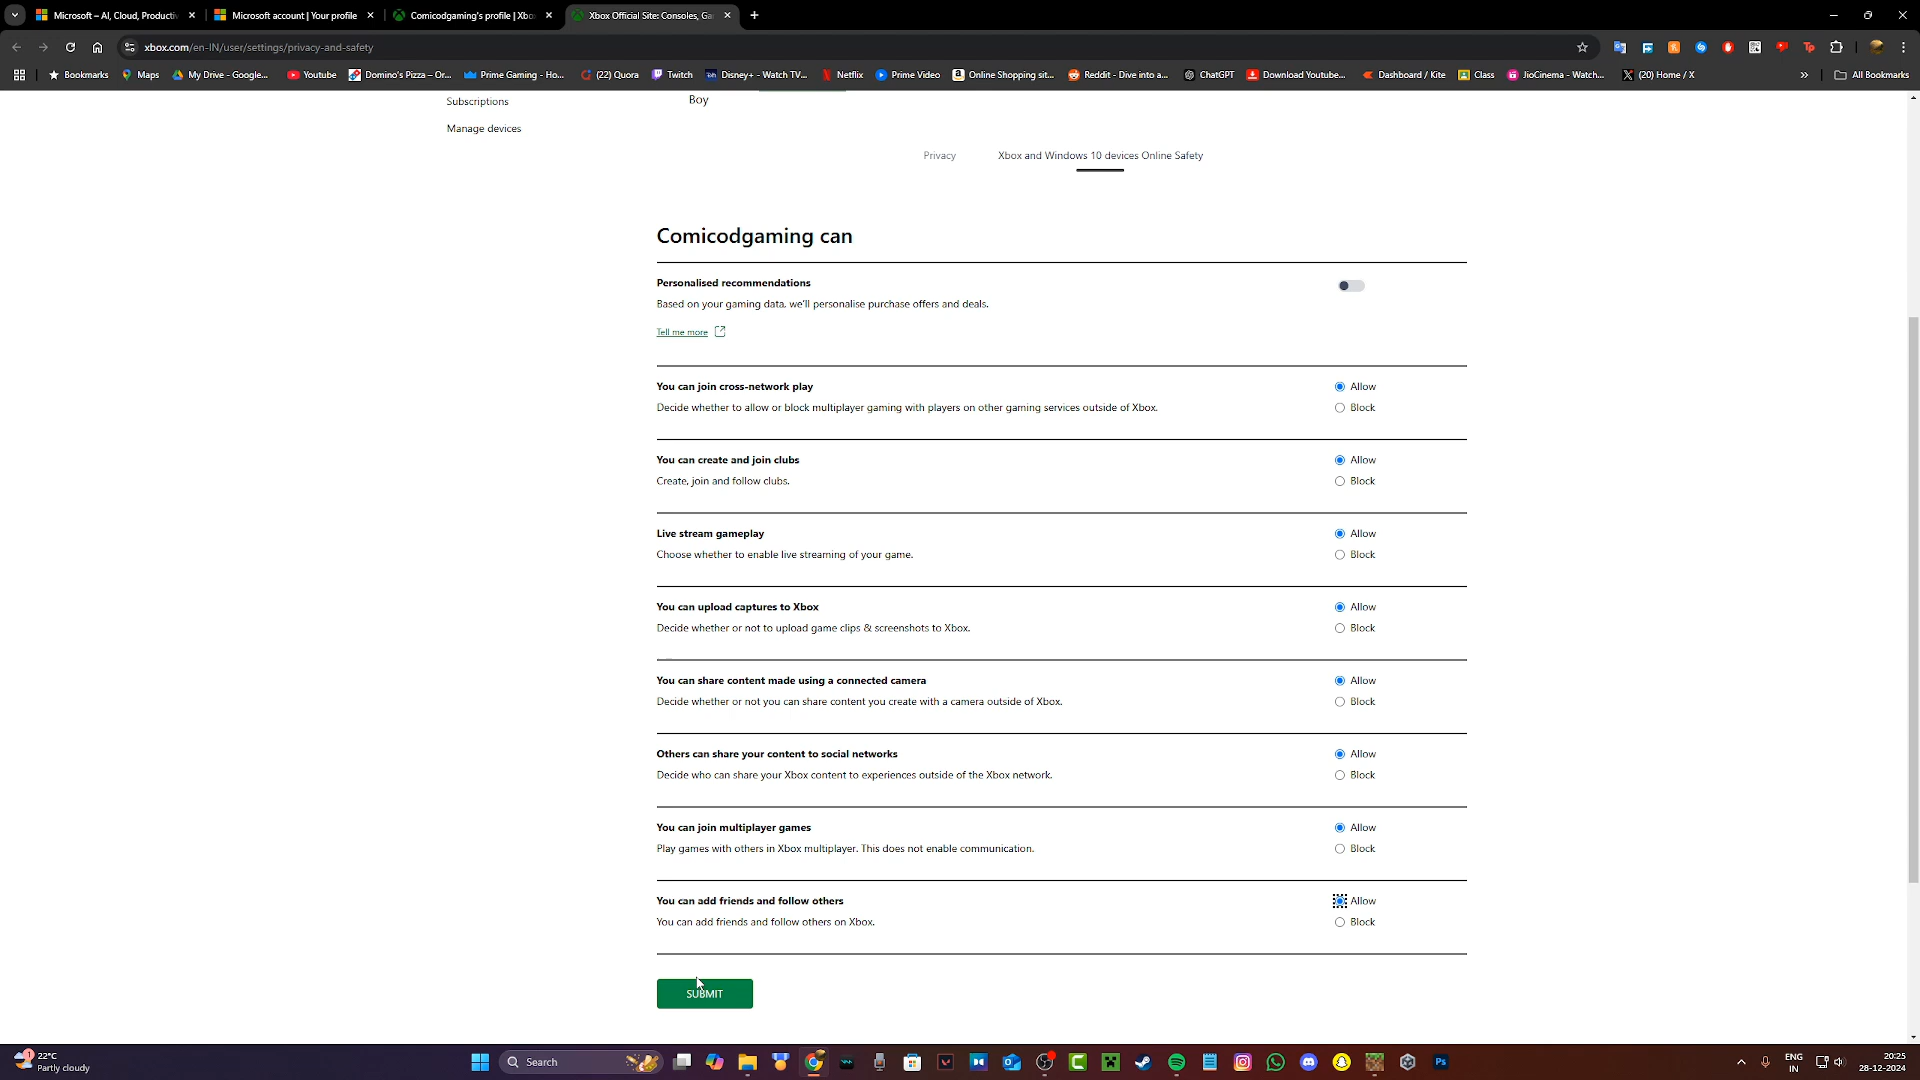 Microsoft – AI, Cloud, Productiv
Microsoft account | Your profile
Comicodgaming's profile | Xbo
Xbox Official Site: Consoles, Ga
xbox.com/en-IN/user/settings/privacy-and-safety
Bookmarks
Maps
My Drive - Google...
Youtube
Domino's Pizza – Or...
Prime Gaming - Ho...
(22) Quora
Twitch
Disney+ - Watch TV...
Netflix
Prime Video
Online Shopping sit...
Reddit - Dive into a...
ChatGPT
Download Youtube...
Dashboard / Kite
Class
JioCinema - Watch...
(20) Home / X
All Bookmarks
Subscriptions
Manage devices
Boy
Privacy
Xbox and Windows 10 devices Online Safety
Comicodgaming can
Personalised recommendations
Based on your gaming data, we'll personalise purchase offers and deals.
Tell me more
You can join cross-network play
Decide whether to allow or block multiplayer gaming with players on other gaming services outside of Xbox.
Allow
Block
You can create and join clubs
Create, join and follow clubs.
Allow
Block
Live stream gameplay
Choose whether to enable live streaming of your game.
Allow
Block
You can upload captures to Xbox
Decide whether or not to upload game clips & screenshots to Xbox.
Allow
Block
You can share content made using a connected camera
Decide whether or not you can share content you create with a camera outside of Xbox.
Allow
Block
Others can share your content to social networks
Decide who can share your Xbox content to experiences outside of the Xbox network.
Allow
Block
You can join multiplayer games
Play games with others in Xbox multiplayer. This does not enable communication.
Allow
Block
You can add friends and follow others
You can add friends and follow others on Xbox.
Allow
Block
SUBMIT
22°C
Partly cloudy
Search
ENG
IN
20:25
28-12-2024